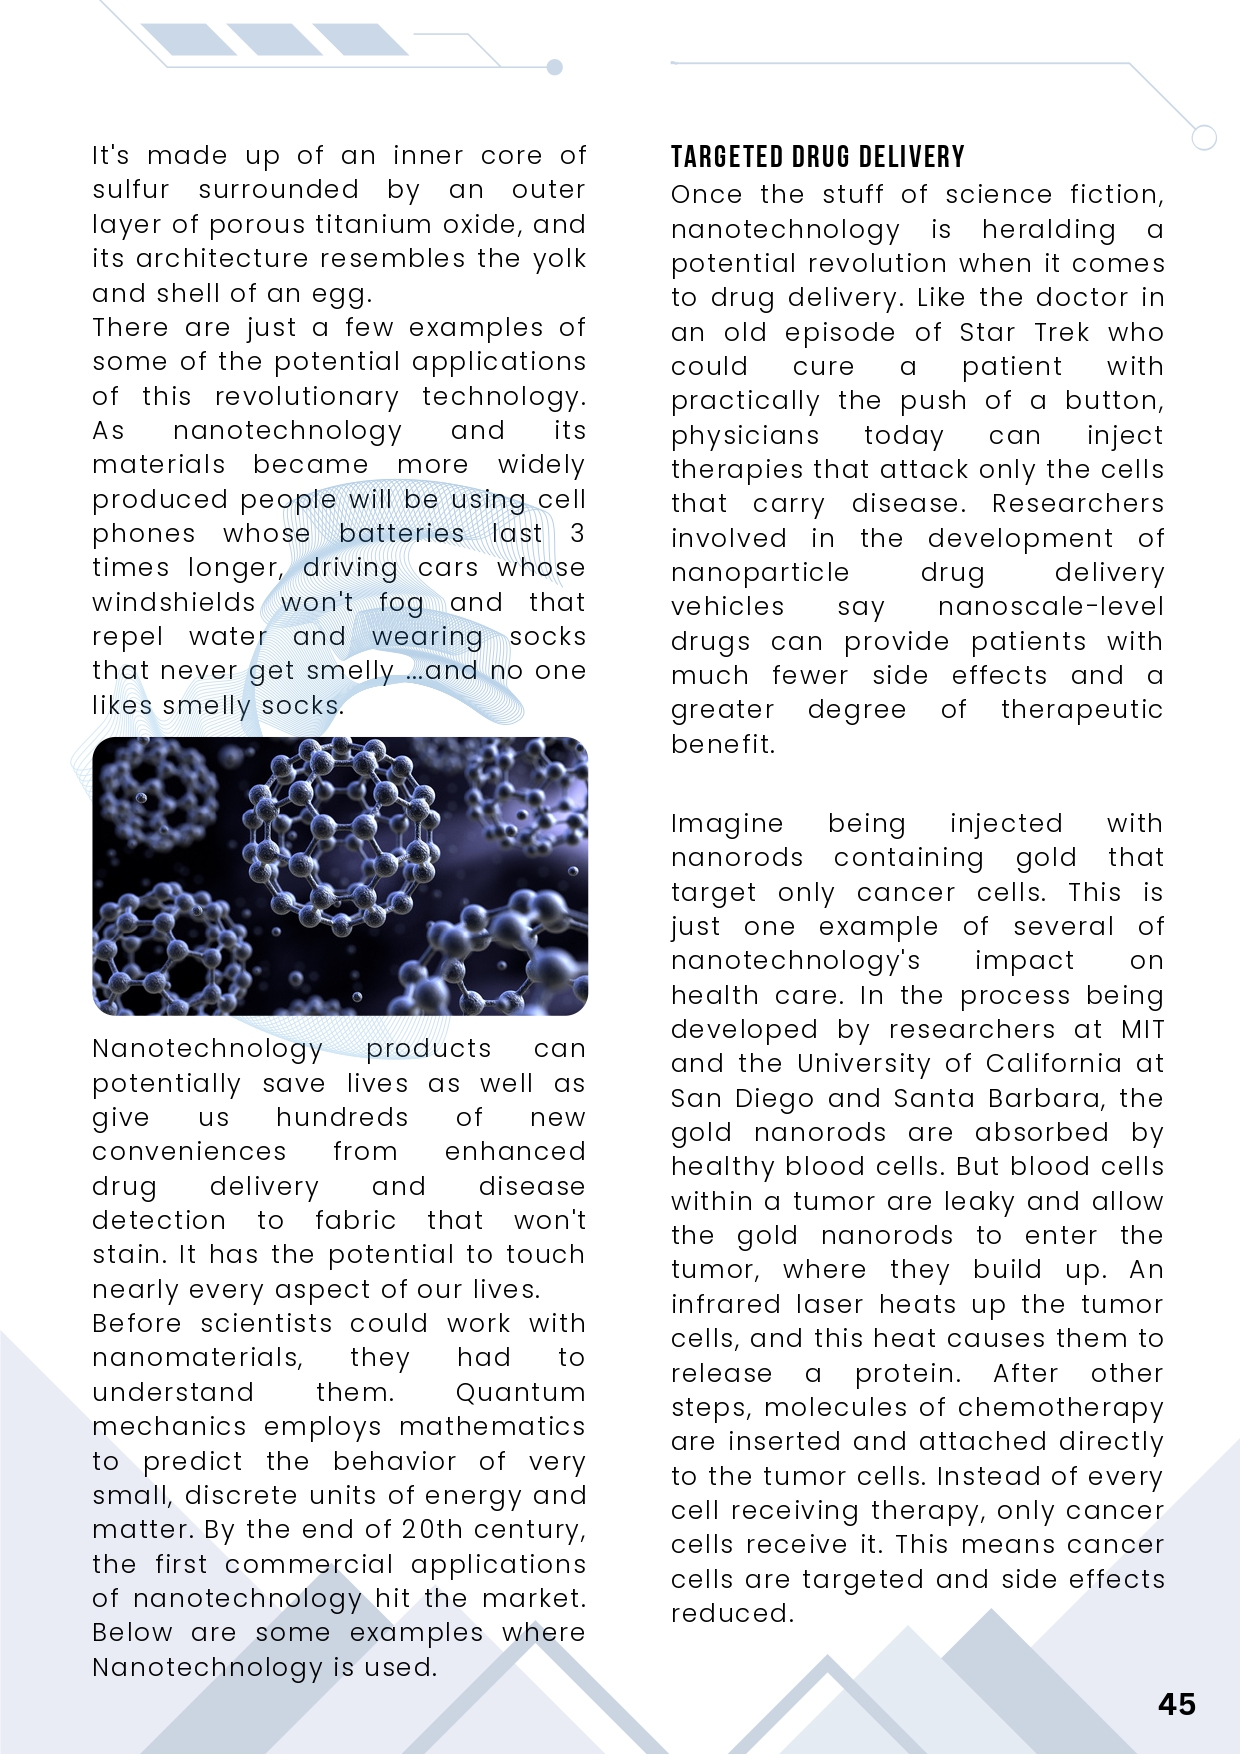 It's made up of an inner core of
sulfur surrounded by an outer
layer of porous titanium oxide, and
its architecture resembles the yolk
and shell of an egg.
There are just a few examples of
some of the potential applications
of this revolutionary technology.
As nanotechnology and its
materials became more widely
produced people will be using cell
phones whose batteries last 3
times longer, driving cars whose
windshields won't fog and that
repel water and wearing socks
that never get smelly ...and no one
likes smelly socks.
Nanotechnology products can
potentially save lives as well as
give us hundreds of new
conveniences from enhanced
drug delivery and disease
detection to fabric that won't
stain. It has the potential to touch
nearly every aspect of our lives.
Before scientists could work with
nanomaterials, they had to
understand them. Quantum
mechanics employs mathematics
to predict the behavior of very
small, discrete units of energy and
matter. By the end of 20th century,
the first commercial applications
of nanotechnology hit the market.
Below are some examples where
Nanotechnology is used.
TARGETED DRUG DELIVERY
Once the stuff of science fiction,
nanotechnology is heralding a
potential revolution when it comes
to drug delivery. Like the doctor in
an old episode of Star Trek who
could cure a patient with
practically the push of a button,
physicians today can inject
therapies that attack only the cells
that carry disease. Researchers
involved in the development of
nanoparticle drug delivery
vehicles say nanoscale-level
drugs can provide patients with
much fewer side effects and a
greater degree of therapeutic
benefit.
Imagine being injected with
nanorods containing gold that
target only cancer cells. This is
just one example of several of
nanotechnology's impact on
health care. In the process being
developed by researchers at MIT
and the University of California at
San Diego and Santa Barbara, the
gold nanorods are absorbed by
healthy blood cells. But blood cells
within a tumor are leaky and allow
the gold nanorods to enter the
tumor, where they build up. An
infrared laser heats up the tumor
cells, and this heat causes them to
release a protein. After other
steps, molecules of chemotherapy
are inserted and attached directly
to the tumor cells. Instead of every
cell receiving therapy, only cancer
cells receive it. This means cancer
cells are targeted and side effects
reduced.
45